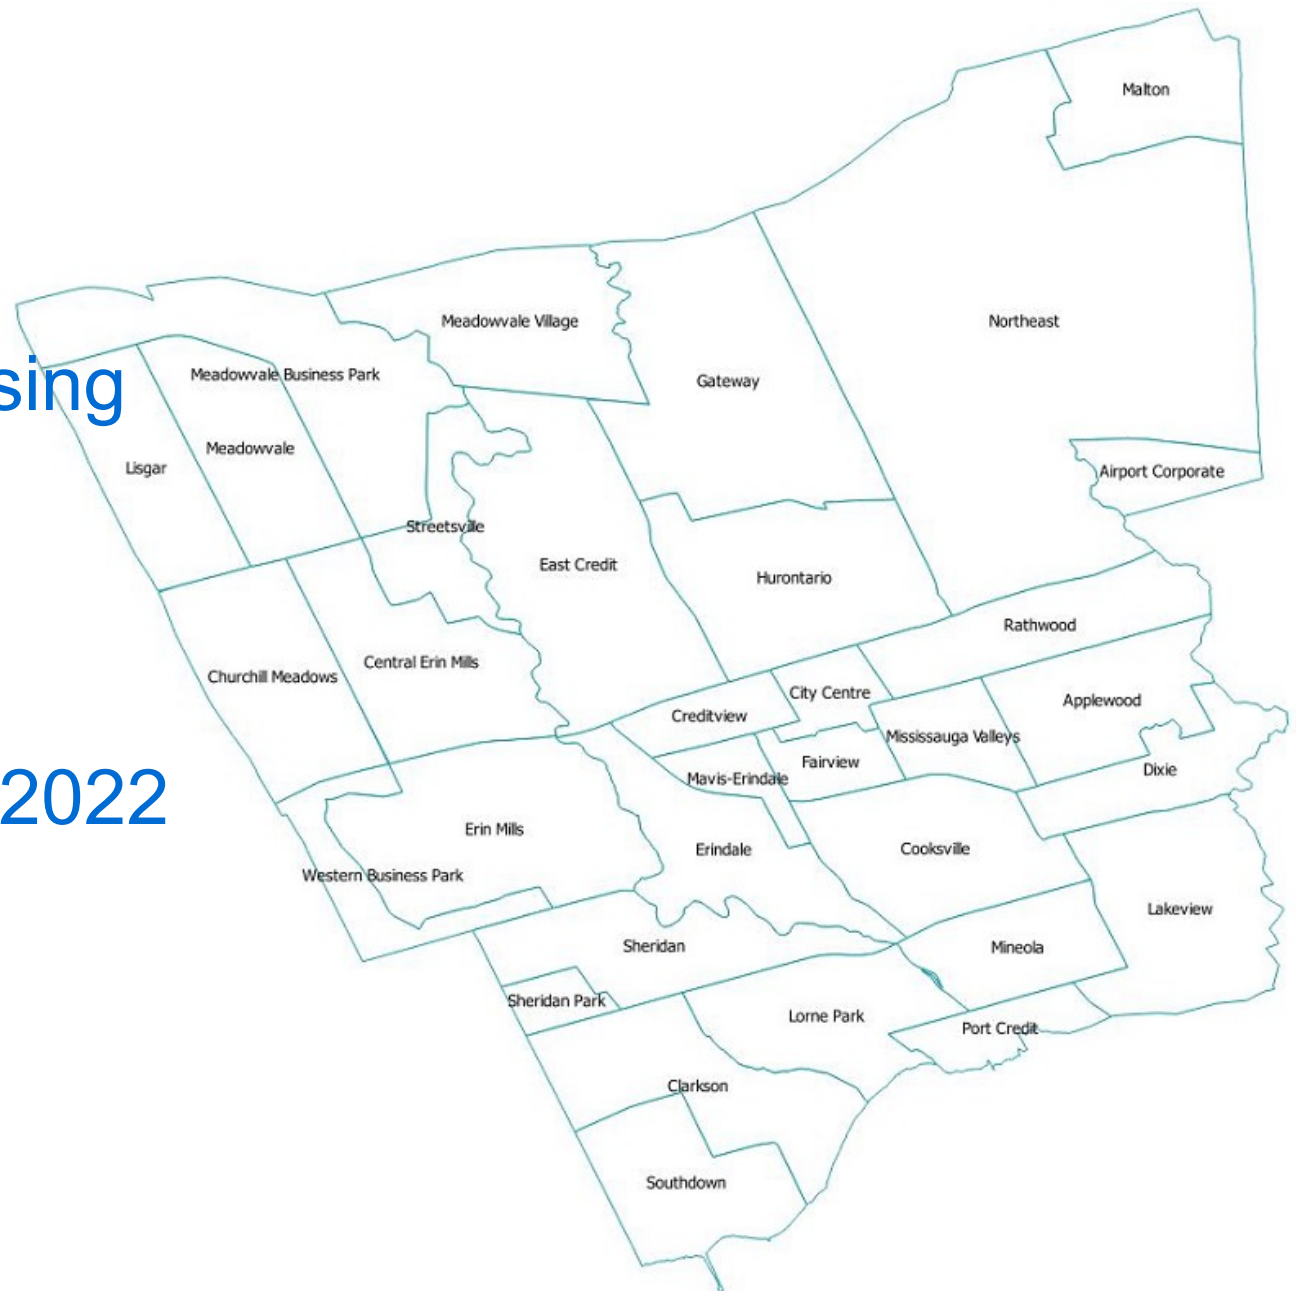 Malton
Meadowvale Village
Northeast
sing
Meadowvale Business Park
Gateway
Meadowvale
Lisgar
Airport Corporate
Streetsville
East Credit
Hurontario
Rathwood
Central Erin Mills
Churchill Meadows
City Centre
Applewood
Creditview
Mississauga Valleys
Fairview
Dixie
Mavis-Erindale
2022
Erin Mills
Erindale
Cooksville
Western Business Park
Lakeview
Sheridan
Mineola
Sheridan Park
Lorne Park
Port Credit
Clarkson
Southdown